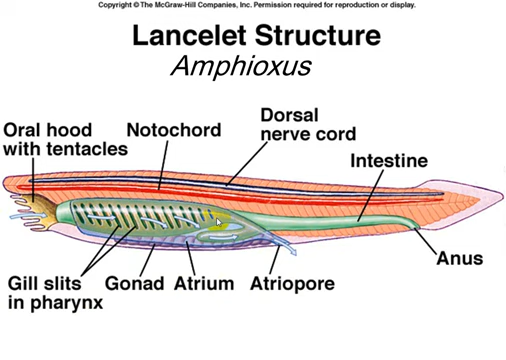 Copyright © The McGraw-Hill Companies, Inc. Permission required for reproduction or display.
Lancelet Structure
Amphioxus
Oral hood
with tentacles
Notochord
Dorsal
nerve cord
Intestine
Gill slits
in pharynx
Gonad
Atrium
Atriopore
Anus